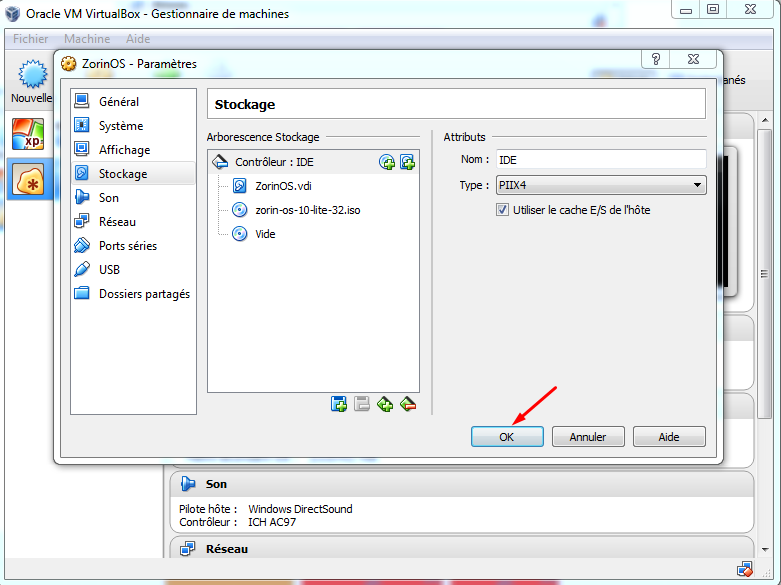 Oracle VM VirtualBox - Gestionnaire de machines
Fichier Machine Aide
Nouvelle
anés
xp
ZorinOS - Paramètres
Général
Système
Affichage
Stockage
Son
Réseau
Ports séries
USB
Dossiers partagés
Stockage
Arborescence Stockage
Contrôleur : IDE
ZorinOS.vdi
zorin-os-10-lite-32.iso
Vide
Attributs
Nom : IDE
Type : PIIX4
Utiliser le cache E/S de l'hôte
OK Annuler Aide
Son
Pilote hôte : Windows DirectSound
Contrôleur : ICH AC97
Réseau